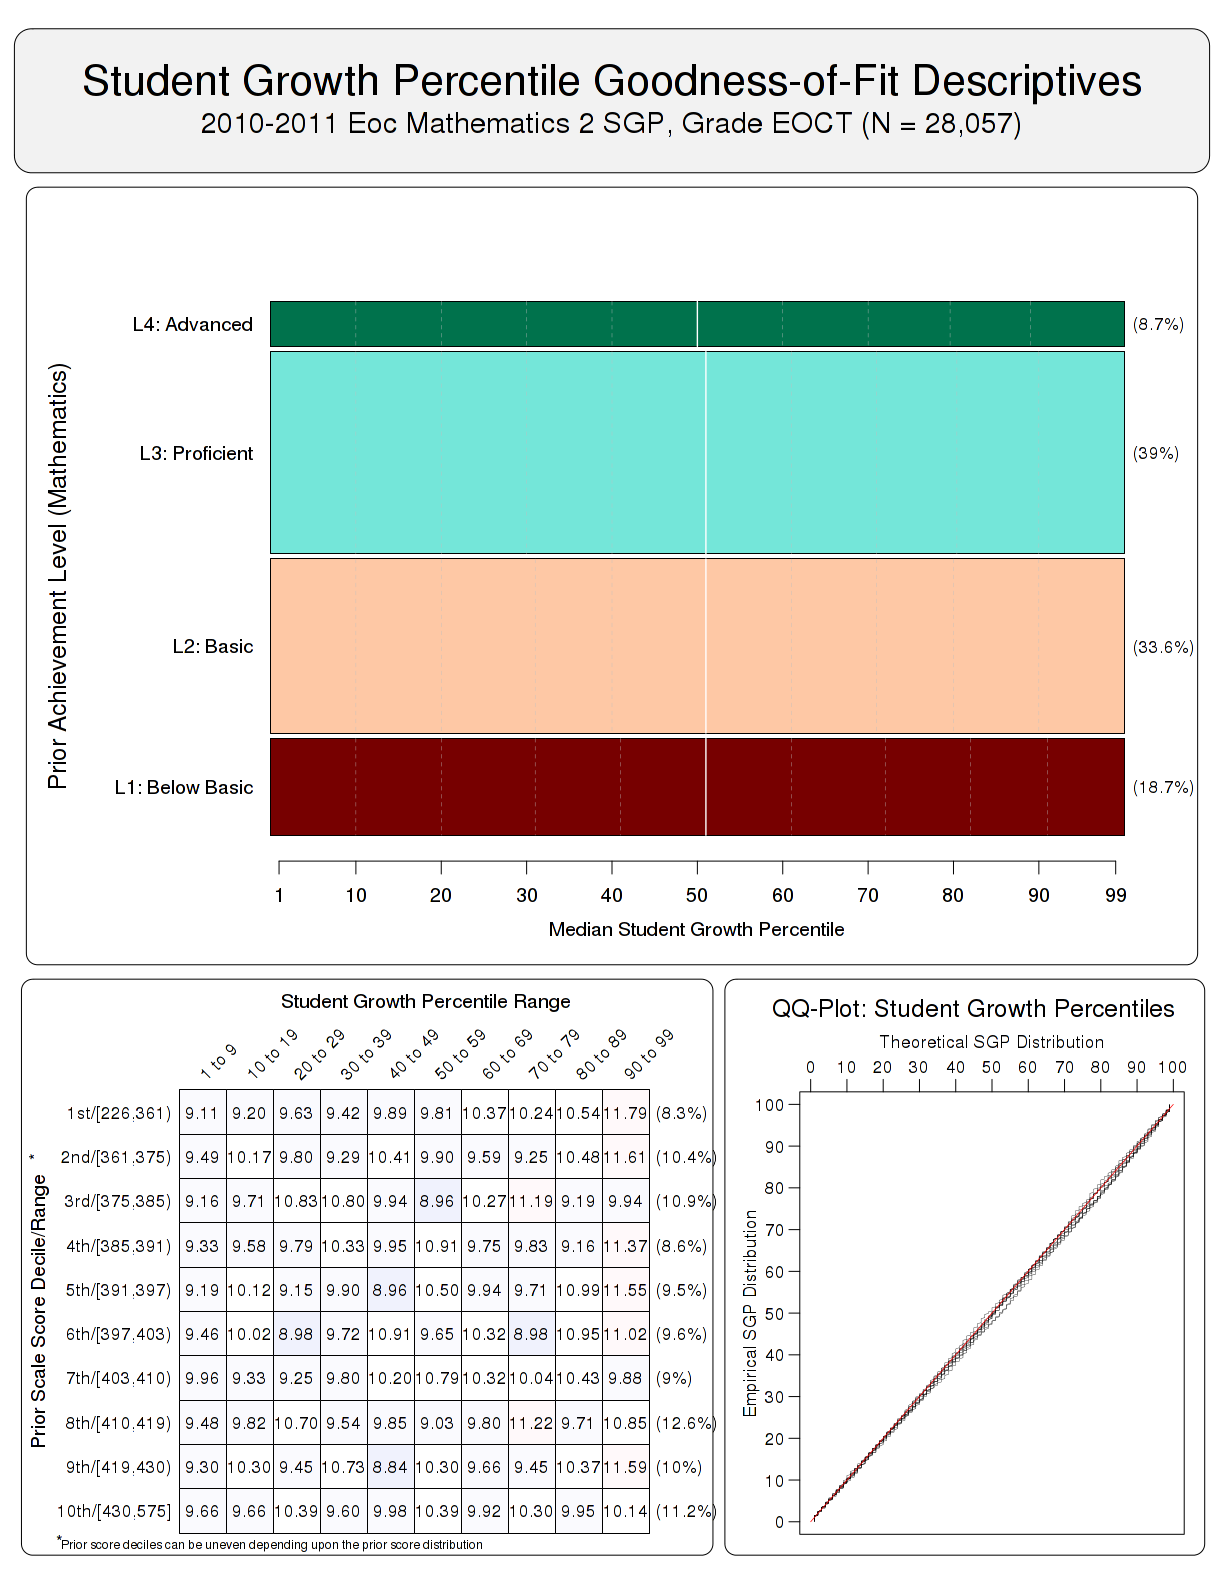 Student Growth Percentile Goodness-of-Fit Descriptives
2010-2011 Eoc Mathematics 2 SGP, Grade EOCT (N = 28,057)
Prior Achievement Level (Mathematics)
L4: Advanced (8.7%)
L3: Proficient (39%)
L2: Basic (33.6%)
L1: Below Basic (18.7%)
1 10 20 30 40 50 60 70 80 90 99
Median Student Growth Percentile
Student Growth Percentile Range
1 to 9 10 to 19 20 to 29 30 to 39 40 to 49 50 to 59 60 to 69 70 to 79 80 to 89 90 to 99
Prior Scale Score Decile/Range *
1st/[226,361) 9.11 9.20 9.63 9.42 9.89 9.81 10.37 10.24 10.54 11.79 (8.3%)
2nd/[361,375) 9.49 10.17 9.80 9.29 10.41 9.90 9.59 9.25 10.48 11.61 (10.4%)
3rd/[375,385) 9.16 9.71 10.83 10.80 9.94 8.96 10.27 11.19 9.19 9.94 (10.9%)
4th/[385,391) 9.33 9.58 9.79 10.33 9.95 10.91 9.75 9.83 9.16 11.37 (8.6%)
5th/[391,397) 9.19 10.12 9.15 9.90 8.96 10.50 9.94 9.71 10.99 11.55 (9.5%)
6th/[397,403) 9.46 10.02 8.98 9.72 10.91 9.65 10.32 8.98 10.95 11.02 (9.6%)
7th/[403,410) 9.96 9.33 9.25 9.80 10.20 10.79 10.32 10.04 10.43 9.88 (9%)
8th/[410,419) 9.48 9.82 10.70 9.54 9.85 9.03 9.80 11.22 9.71 10.85 (12.6%)
9th/[419,430) 9.30 10.30 9.45 10.73 8.84 10.30 9.66 9.45 10.37 11.59 (10%)
10th/[430,575] 9.66 9.66 10.39 9.60 9.98 10.39 9.92 10.30 9.95 10.14 (11.2%)
*Prior score deciles can be uneven depending upon the prior score distribution
QQ-Plot: Student Growth Percentiles
Theoretical SGP Distribution
0 10 20 30 40 50 60 70 80 90 100
Empirical SGP Distribution
100
90
80
70
60
50
40
30
20
10
0